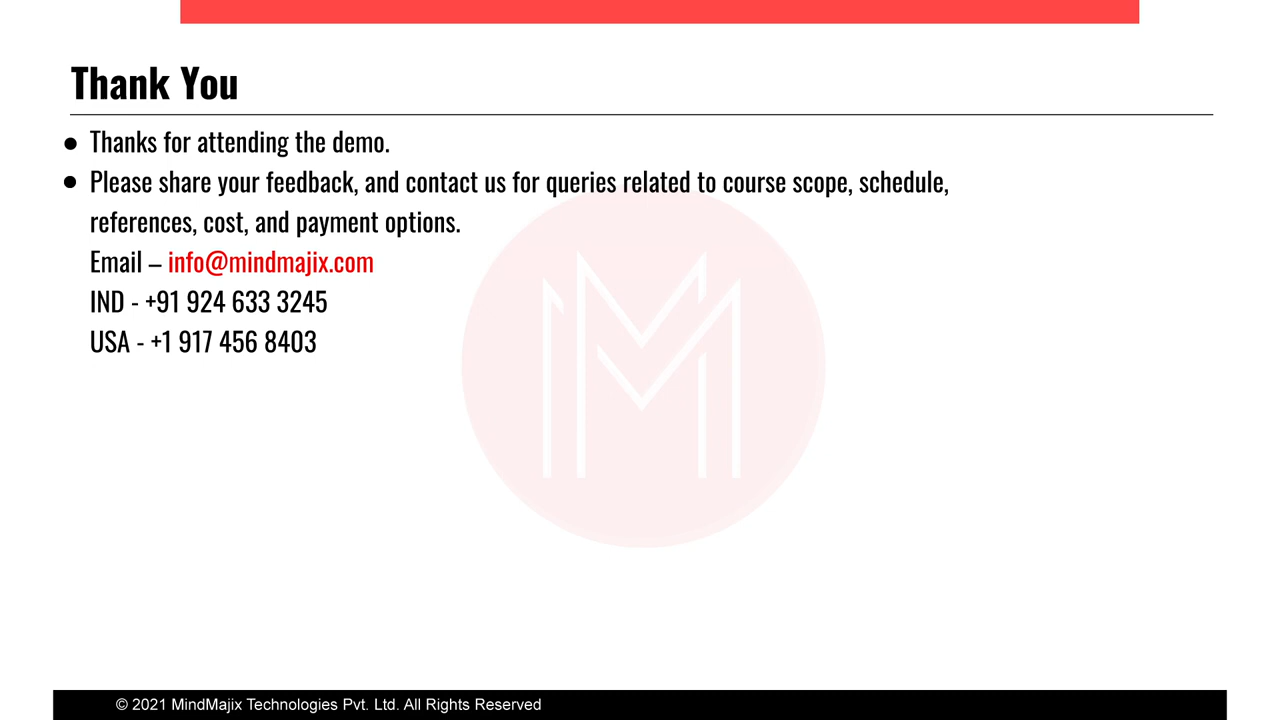 Thank You
● Thanks for attending the demo.
● Please share your feedback, and contact us for queries related to course scope, schedule,
references, cost, and payment options.
Email – info@mindmajix.com
IND - +91 924 633 3245
USA - +1 917 456 8403
© 2021 MindMajix Technologies Pvt. Ltd. All Rights Reserved